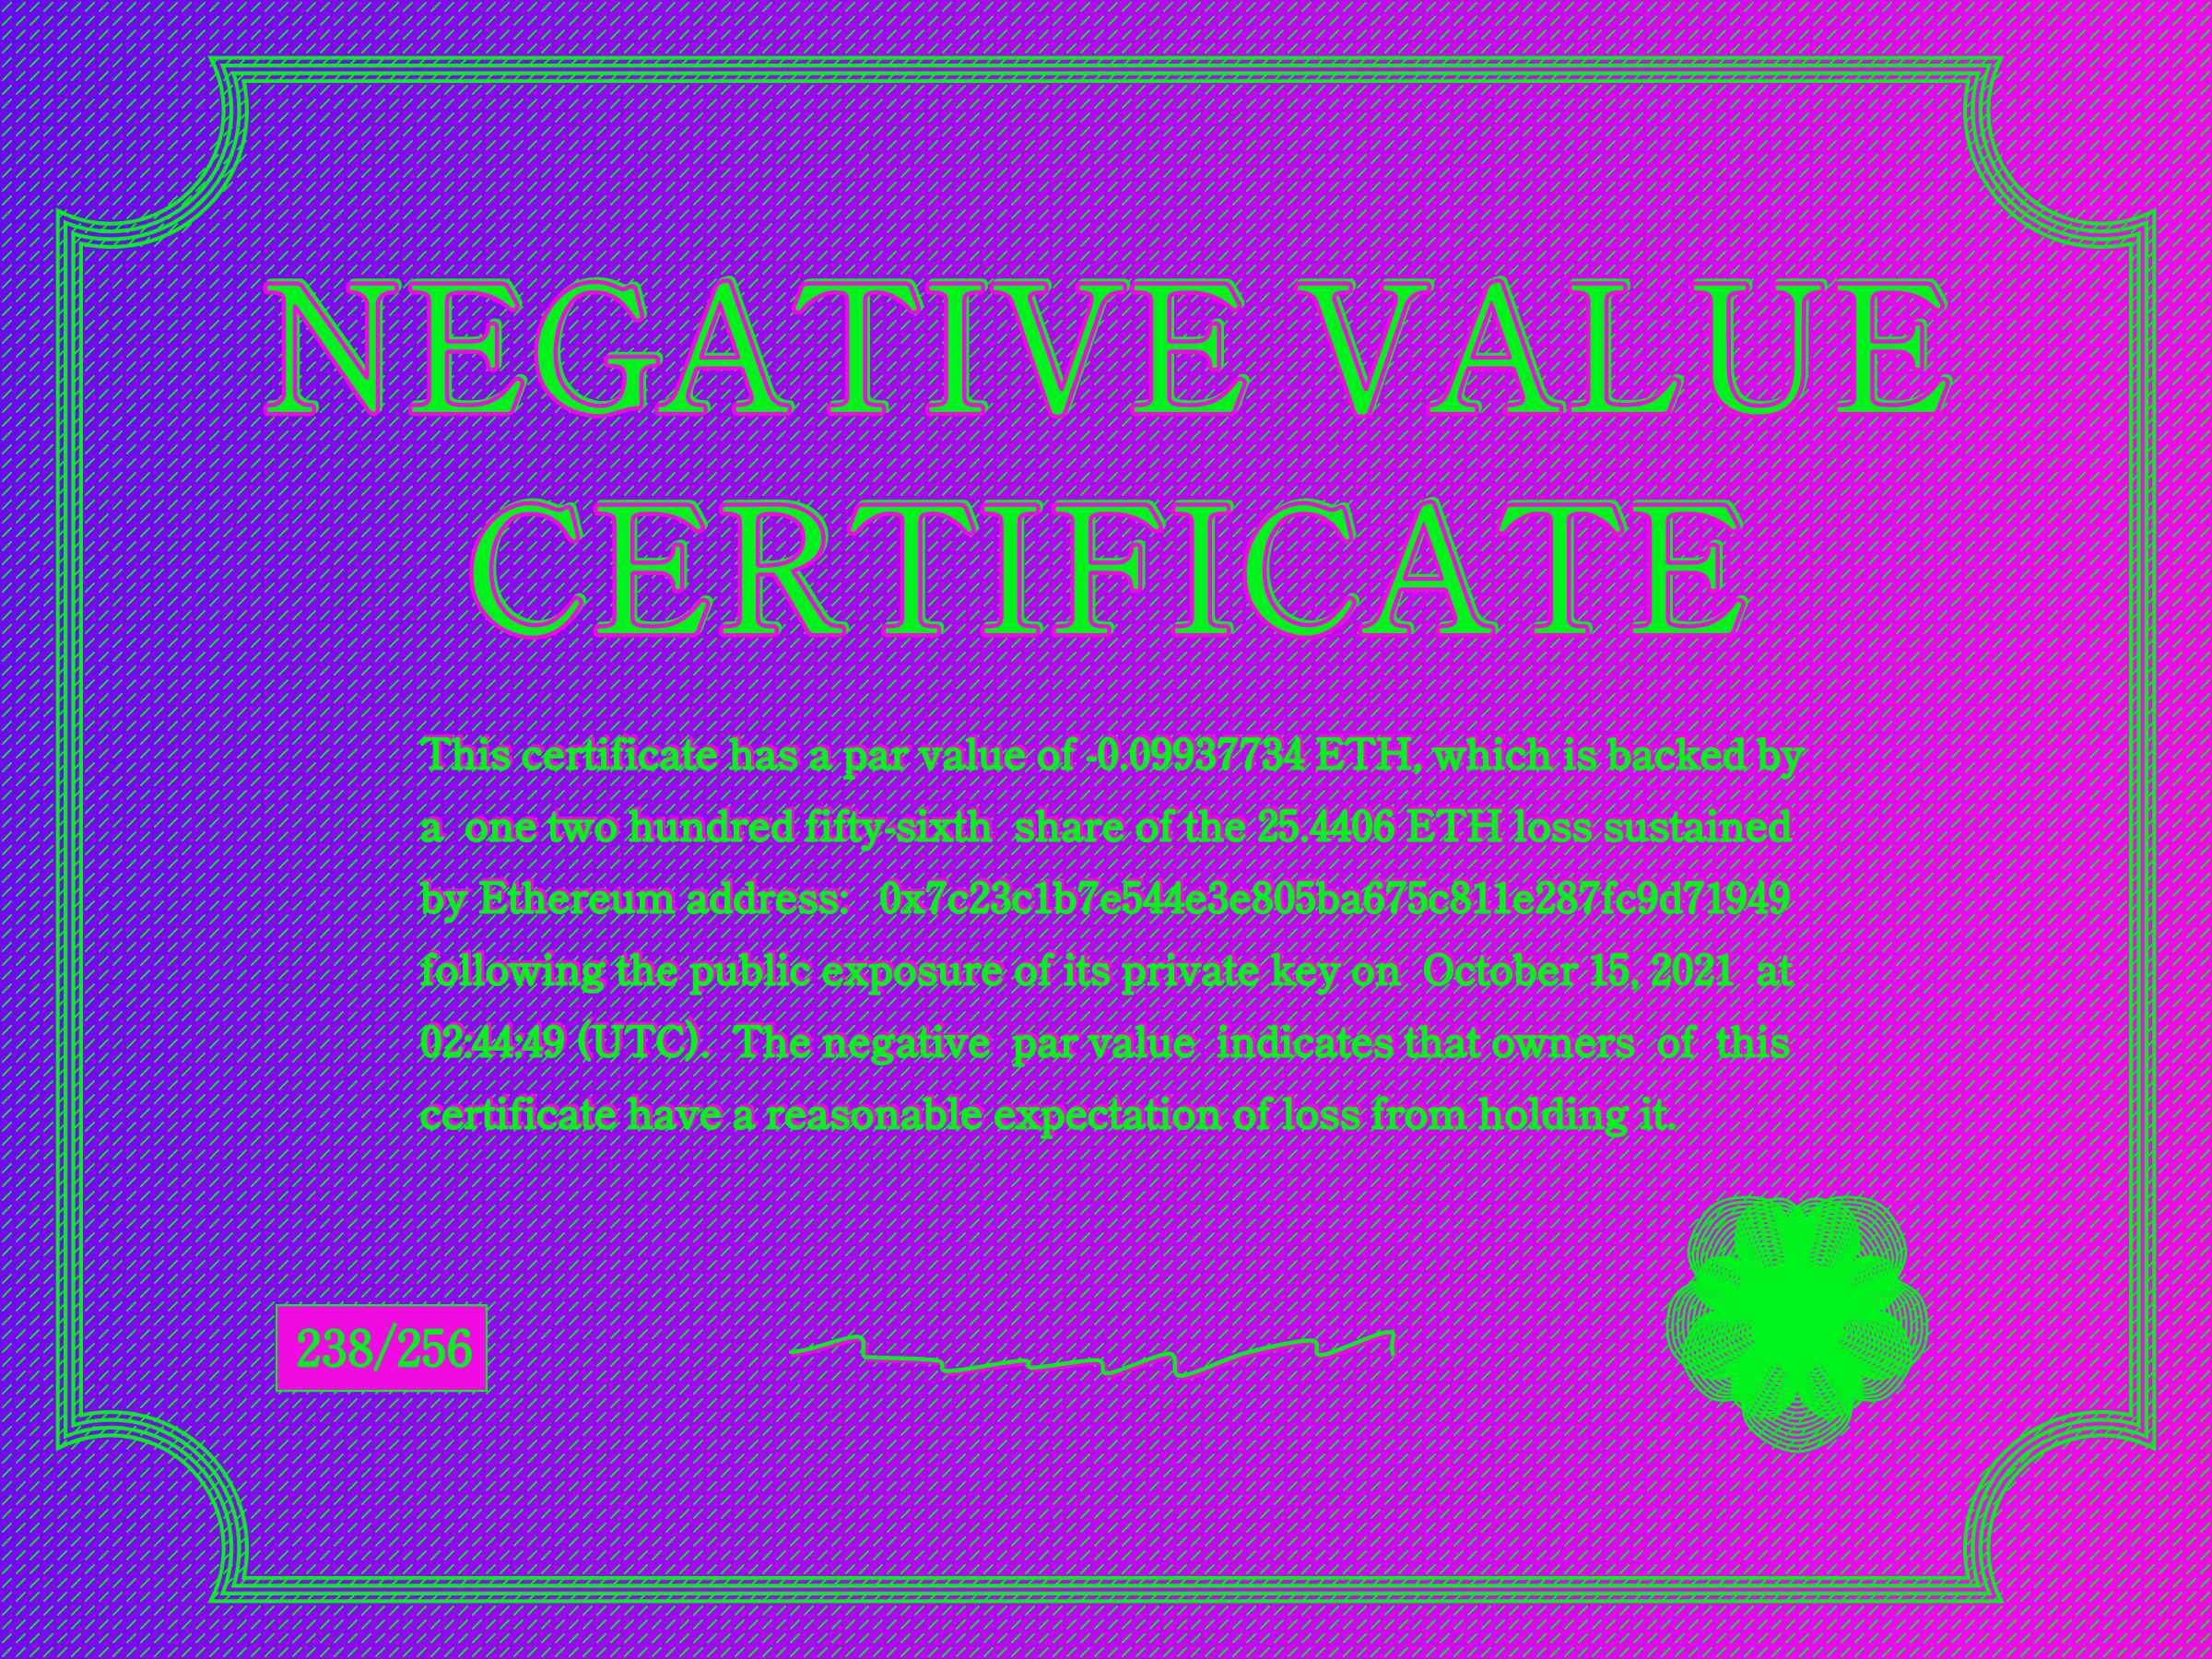 NEGATIVE VALUE
CERTIFICATE
This certificate has a par value of -0.09937734 ETH, which is backed by
a one two hundred fifty-sixth share of the 25.4406 ETH loss sustained
by Ethereum address: 0x7c23c1b7e544e3e805ba675c811e287fc9d71949
following the public exposure of its private key on October 15, 2021 at
02:44:49 (UTC). The negative par value indicates that owners of this
certificate have a reasonable expectation of loss from holding it.
238/256